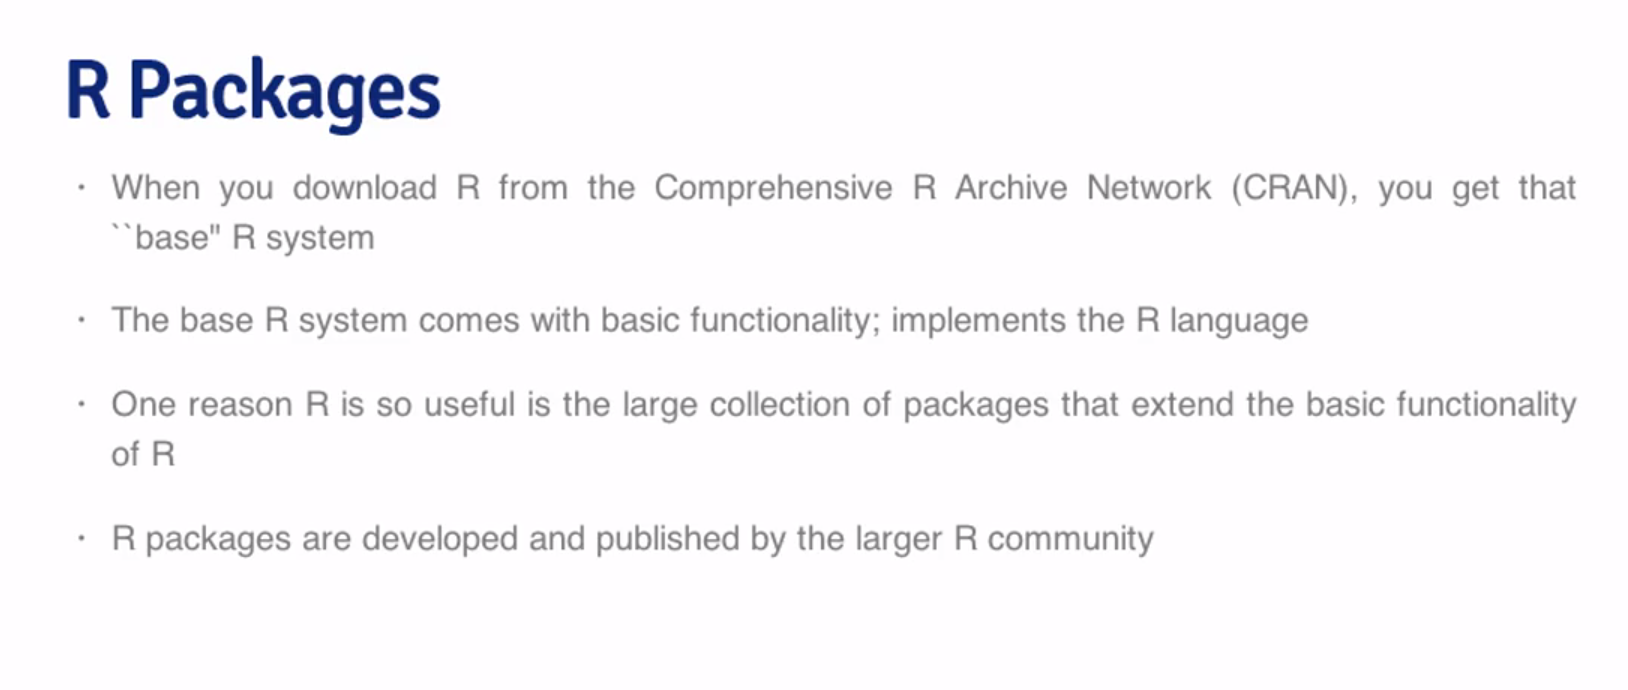 R Packages
· When you download R from the Comprehensive R Archive Network (CRAN), you get that
``base" R system
· The base R system comes with basic functionality; implements the R language
· One reason R is so useful is the large collection of packages that extend the basic functionality
of R
· R packages are developed and published by the larger R community